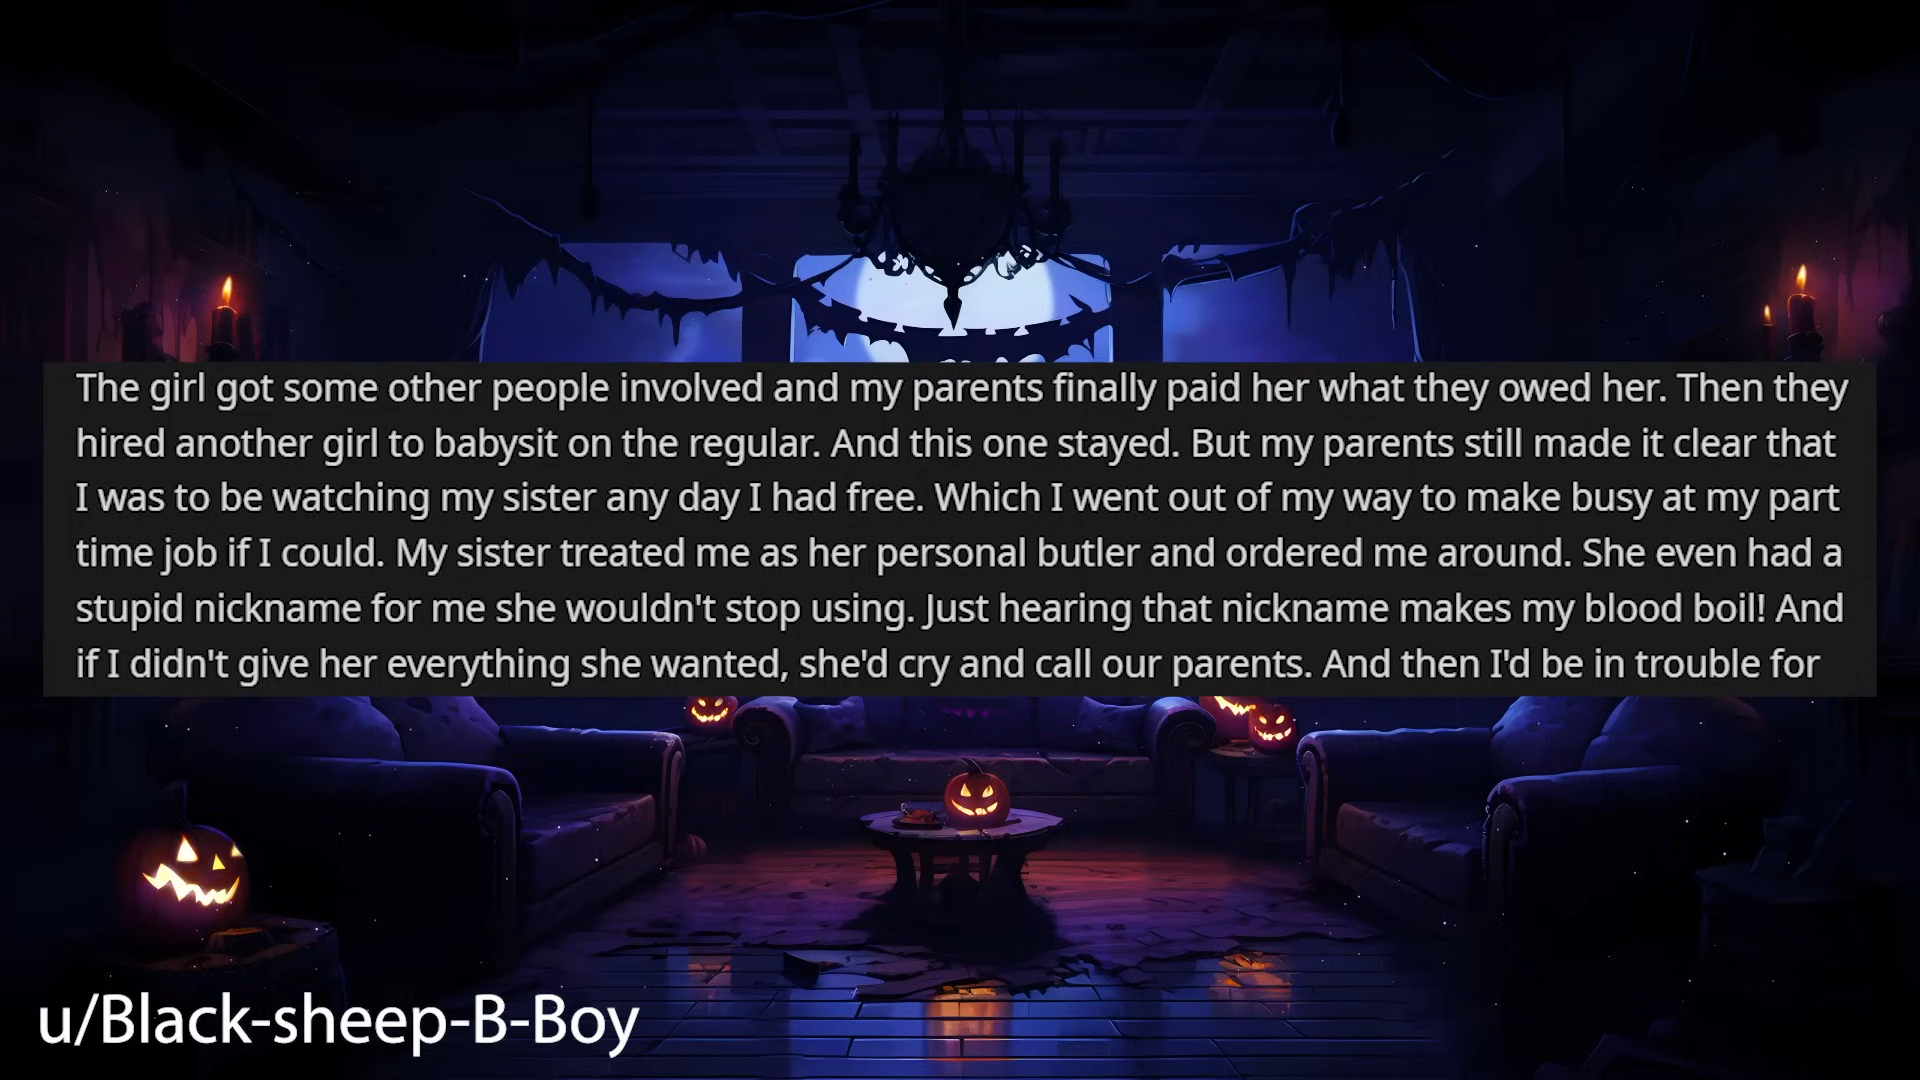 The girl got some other people involved and my parents finally paid her what they owed her. Then they
hired another girl to babysit on the regular. And this one stayed. But my parents still made it clear that
I was to be watching my sister any day I had free. Which I went out of my way to make busy at my part
time job if I could. My sister treated me as her personal butler and ordered me around. She even had a
stupid nickname for me she wouldn't stop using. Just hearing that nickname makes my blood boil! And
if I didn't give her everything she wanted, she'd cry and call our parents. And then I'd be in trouble for
u/Black-sheep-B-Boy